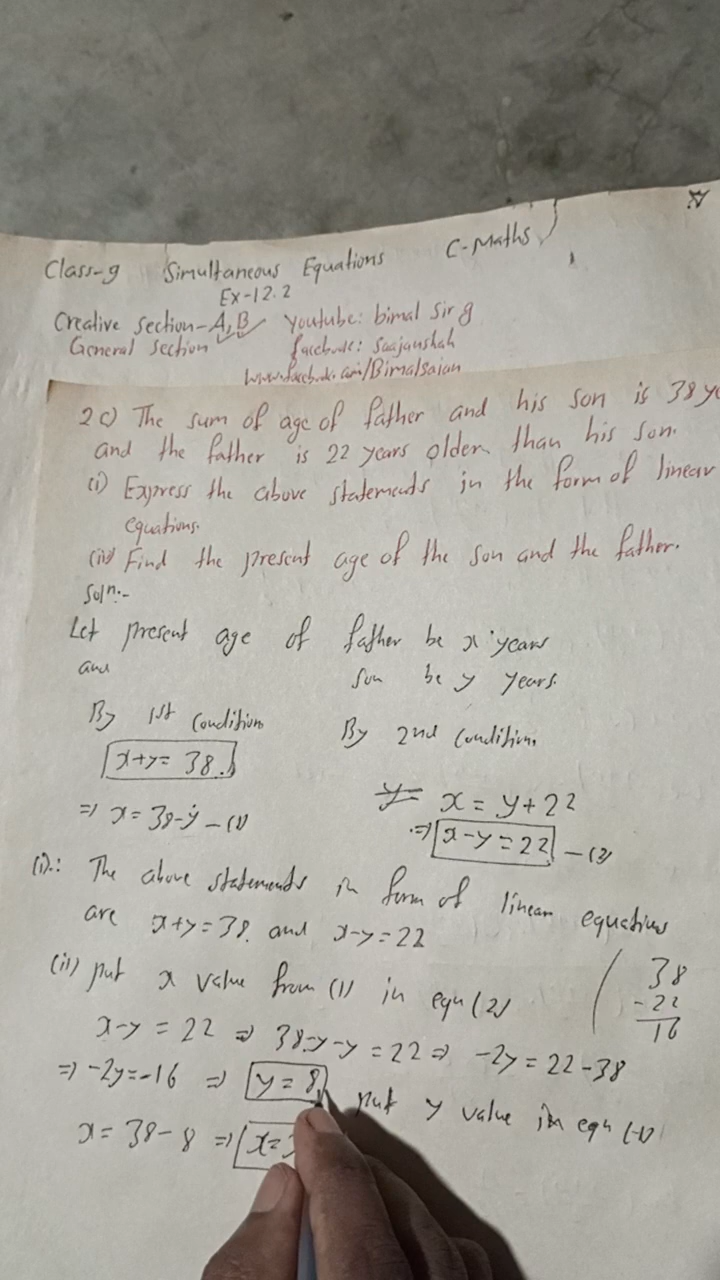 Class-9 Simultaneous Equations C-Maths
Ex-12.2
Creative section-A,B Youtube: bimal sir g
General section facebook: Saajanshah
www.facebook.com/Bimalsajan
2c) The sum of age of father and his son is 38
and the father is 22 years older than his son.
(i) Express the above statements in the form of linear
equations.
(ii) Find the present age of the son and the father.
Soln:-
Let present age of father be x years
and son be y years.
By 1st condition By 2nd condition,
x+y= 38.
y= x = y+22
=> x = 38-y -(1)
=> x-y=22 -(2)
(i).: The above statements in form of linear equations
are x+y=38. and x-y=22
(ii) put x value from (1) in eqn(2)
38
-22
16
x-y = 22 => 38-y-y = 22 => -2y = 22-38
=> -2y=-16 => y=8, put y value in eqn (1)
x = 38-8 => x=3